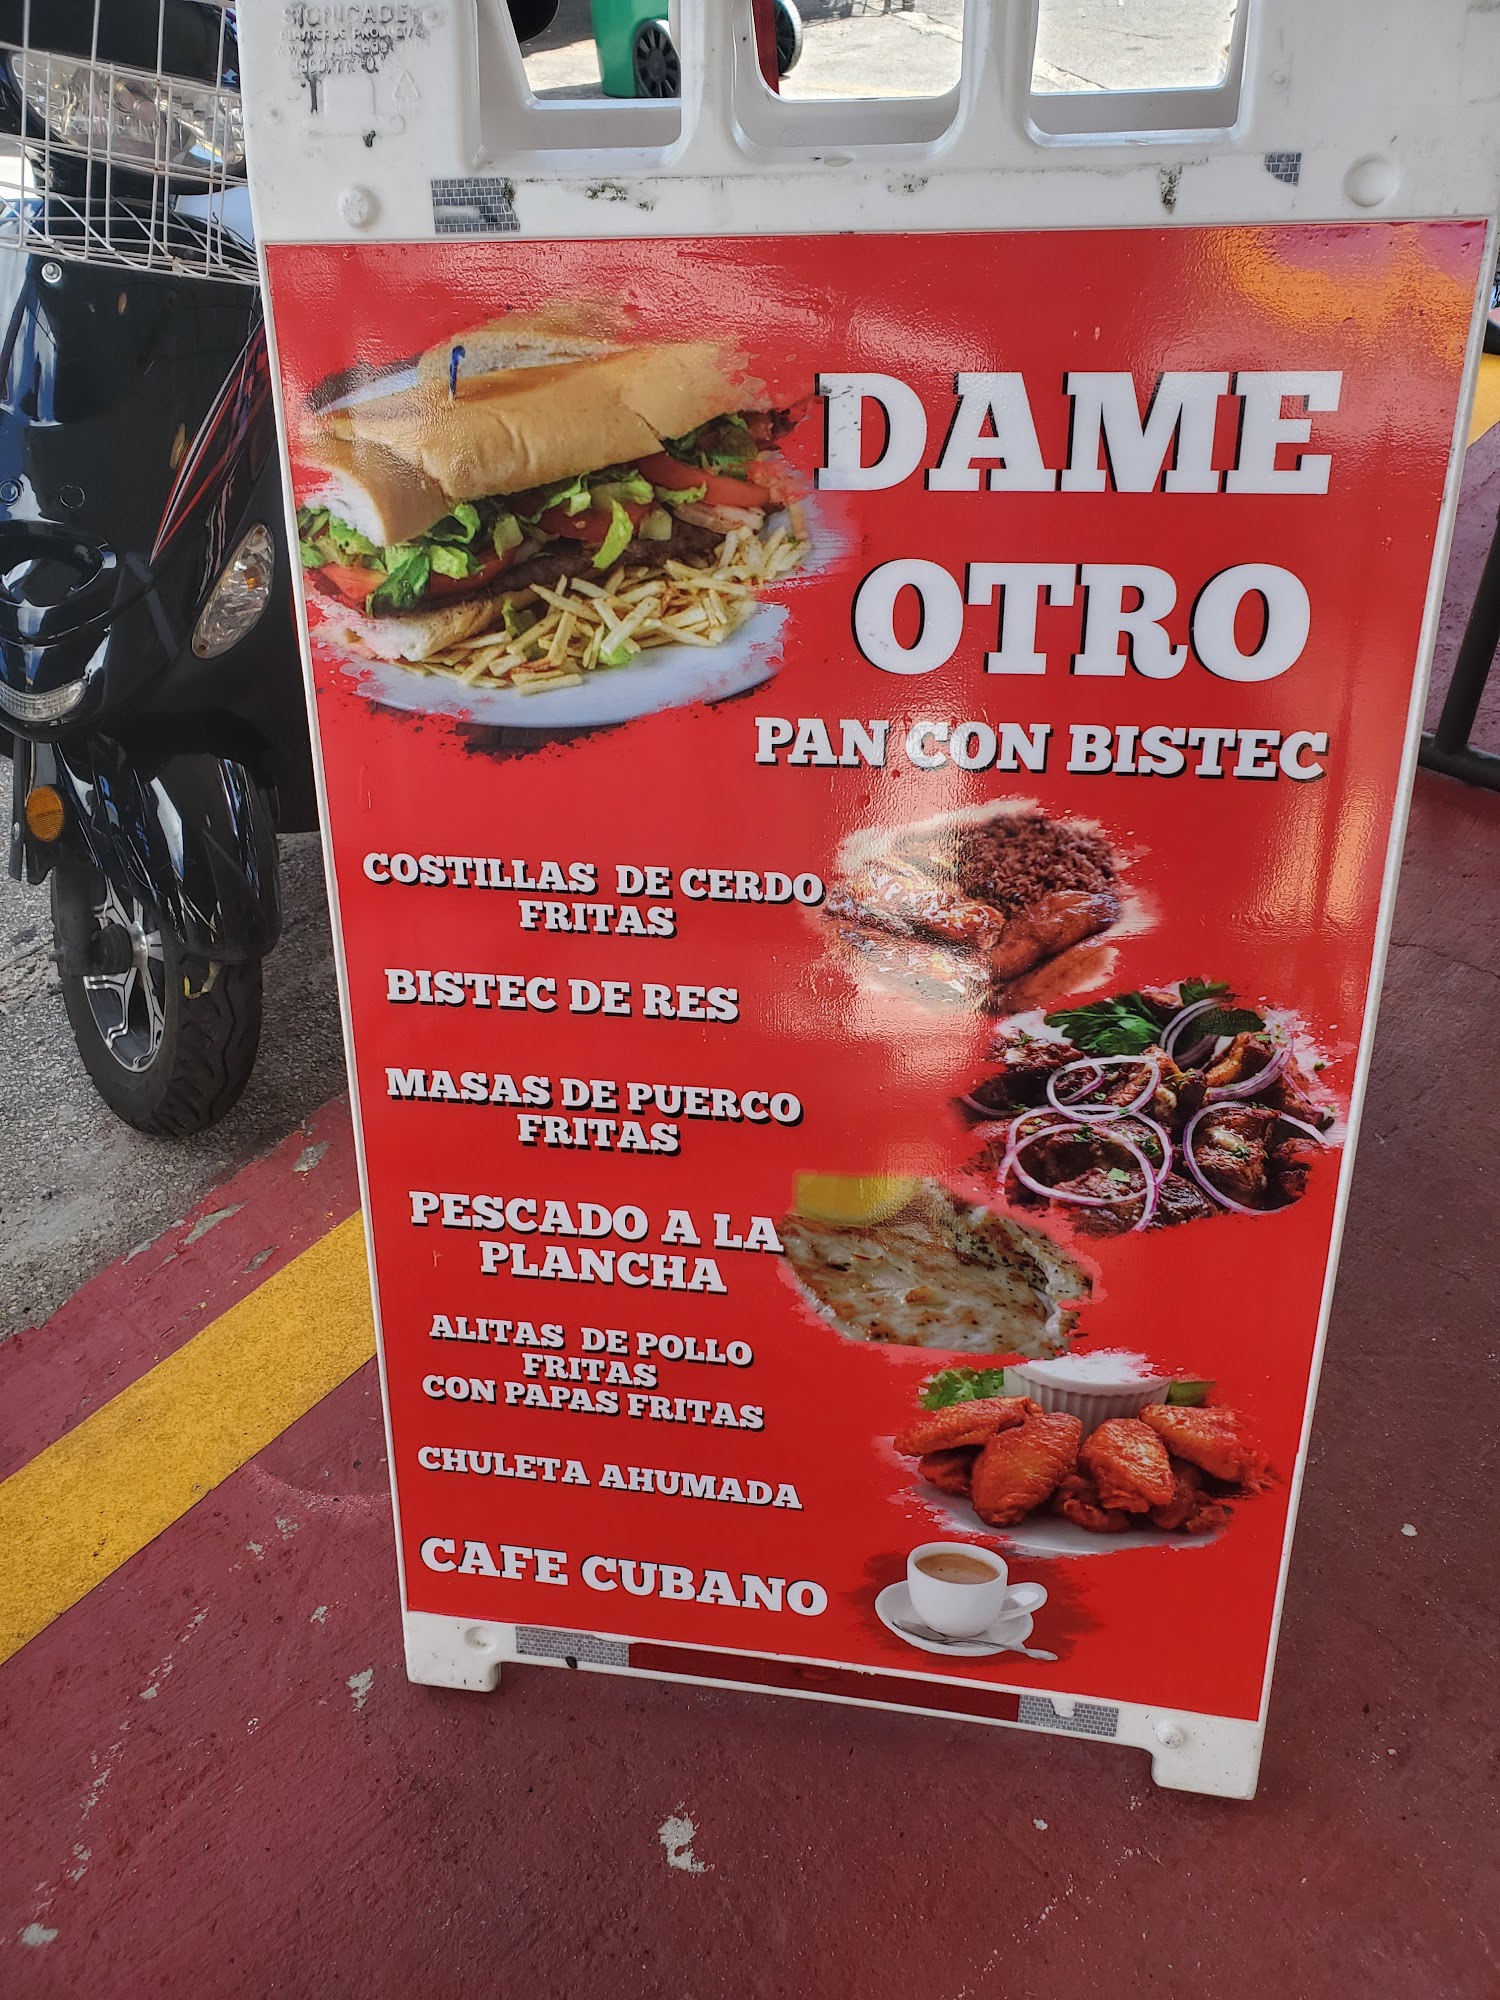 SIGNICADE
DAME
OTRO
PAN CON BISTEC
COSTILLAS DE CERDO
FRITAS
BISTEC DE RES
MASAS DE PUERCO
FRITAS
PESCADO A LA
PLANCHA
ALITAS DE POLLO
FRITAS
CON PAPAS FRITAS
CHULETA AHUMADA
CAFE CUBANO